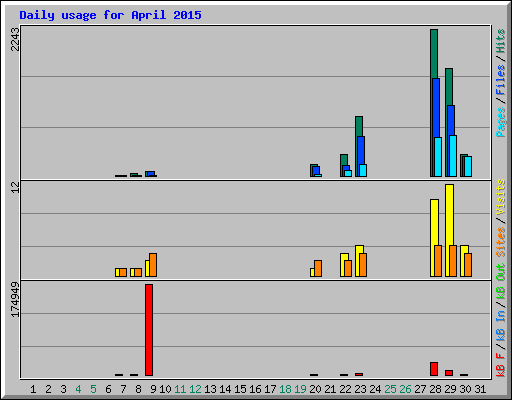 Daily usage for April 2015
2243
Pages / Files / Hits
12
Sites / Visits
174949
kB F / kB In / kB Out
1 2 3 4 5 6 7 8 9 10 11 12 13 14 15 16 17 18 19 20 21 22 23 24 25 26 27 28 29 30 31